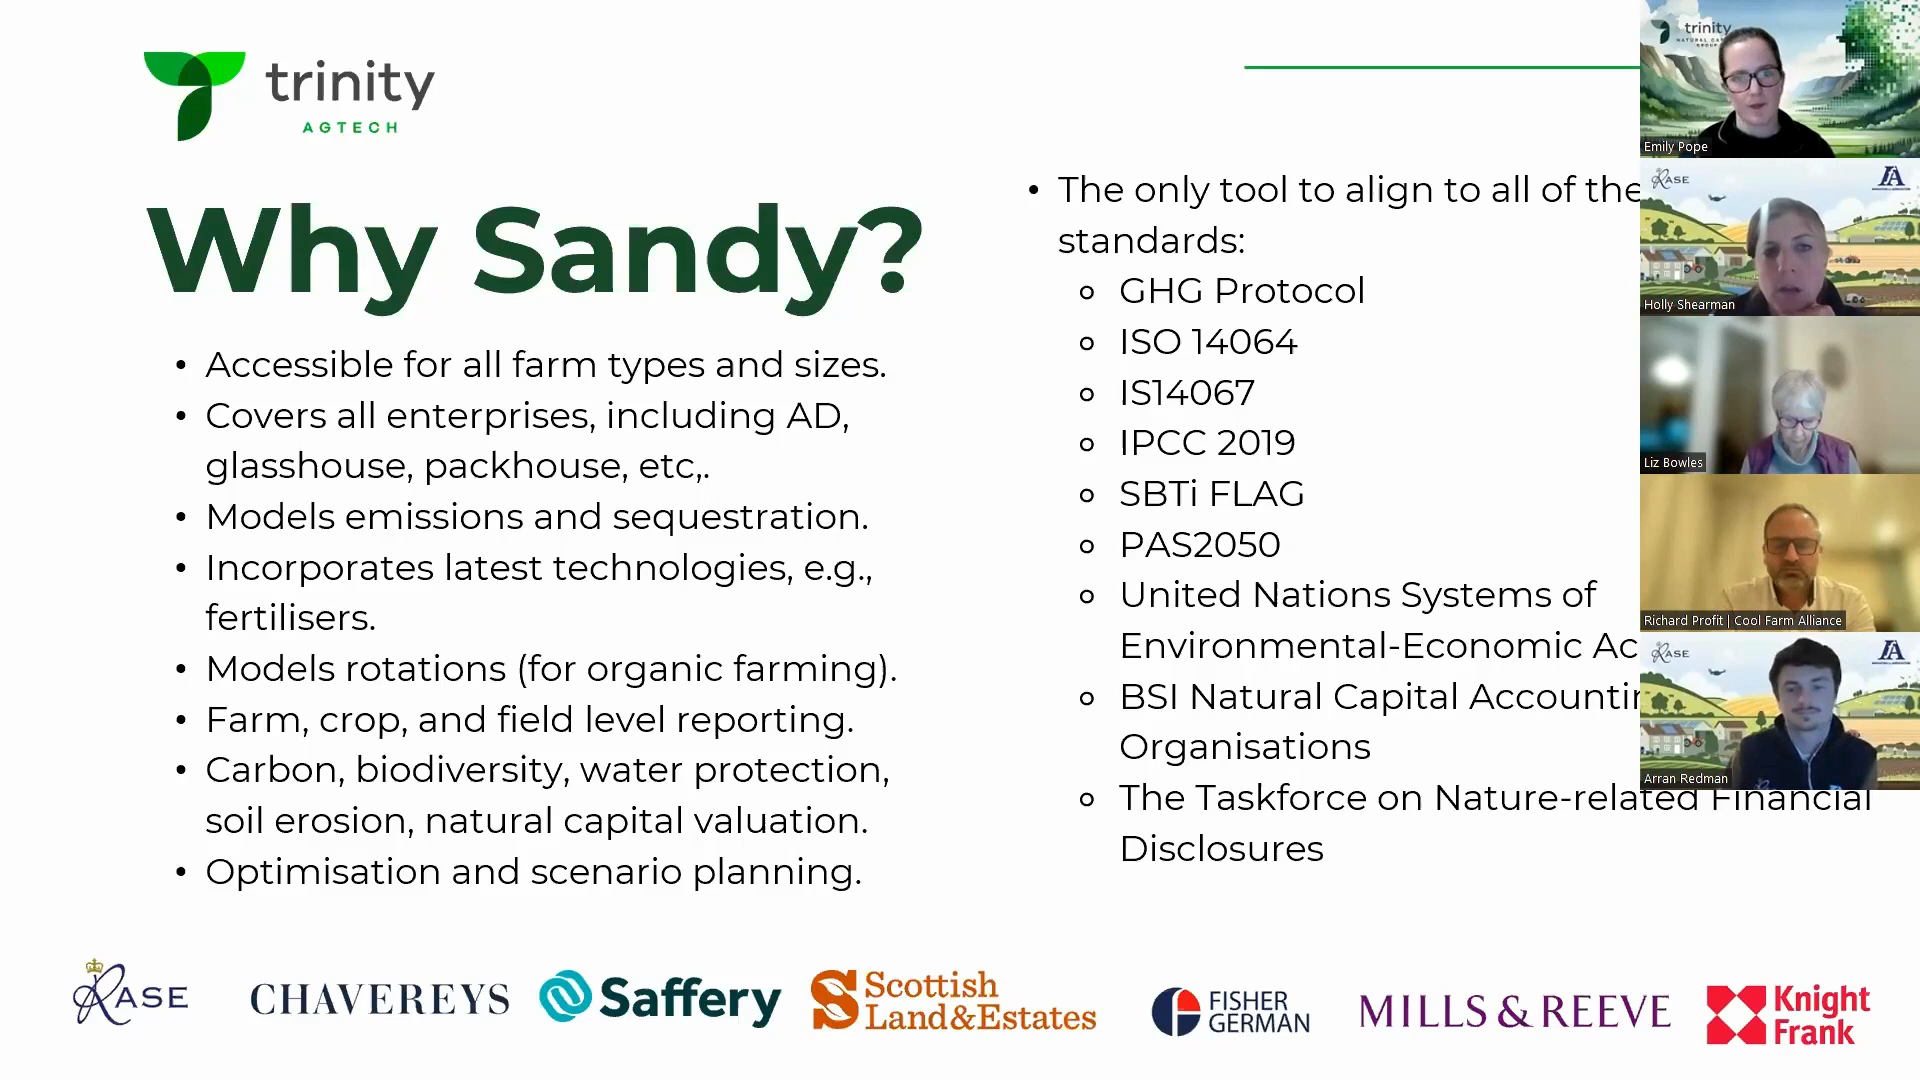 trinity
AGTECH
Why Sandy?
• Accessible for all farm types and sizes.
• Covers all enterprises, including AD,
glasshouse, packhouse, etc,.
• Models emissions and sequestration.
• Incorporates latest technologies, e.g.,
fertilisers.
• Models rotations (for organic farming).
• Farm, crop, and field level reporting.
• Carbon, biodiversity, water protection,
soil erosion, natural capital valuation.
• Optimisation and scenario planning.
• The only tool to align to all of the
standards:
GHG Protocol
ISO 14064
IS14067
IPCC 2019
SBTi FLAG
PAS2050
United Nations Systems of
Environmental-Economic Ac
BSI Natural Capital
Organisations
The Taskforce on Nature-related Financial
Disclosures
RASE
CHAVEREYS
Saffery
Scottish
Land&Estates
FISHER
GERMAN
MILLS & REEVE
Knight
Frank
trinity
Emily Pope
RASE
Holly Shearman
Liz Bowles
Richard Profit | Cool Farm Alliance
RASE
Arran Redman